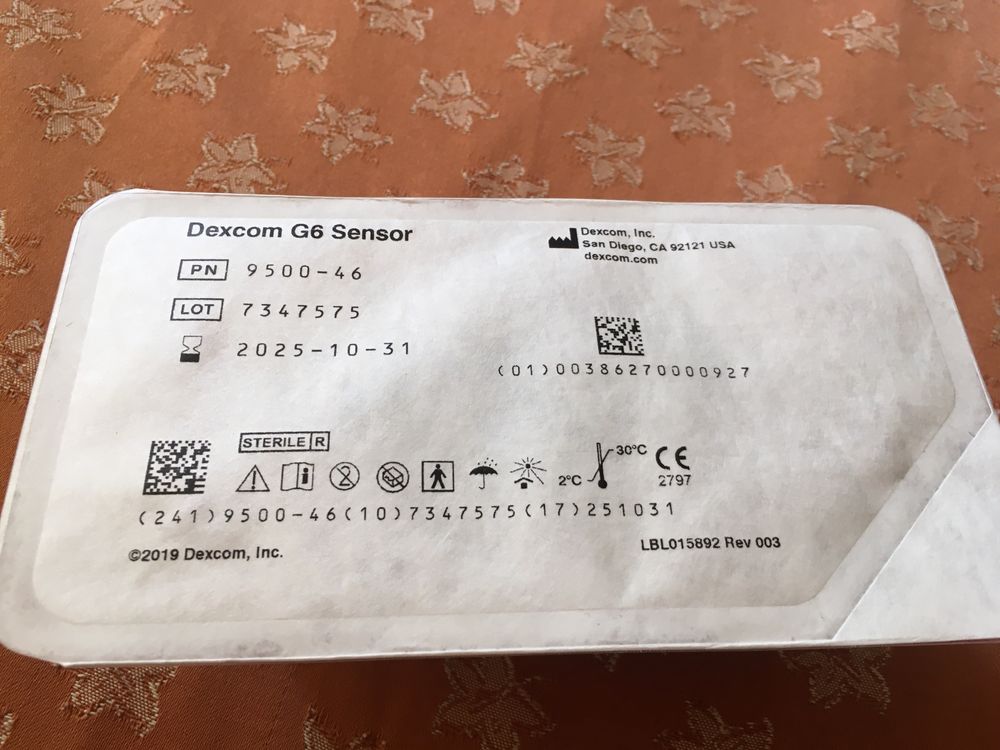 Dexcom G6 Sensor
Dexcom, Inc.
San Diego, CA 92121 USA
dexcom.com
PN 9500-46
LOT 7347575
2025-10-31
(01)00386270000927
STERILE R
2
2°C
30°C
CE
2797
(241)9500-46(10)7347575(17)251031
©2019 Dexcom, Inc.
LBL015892 Rev 003